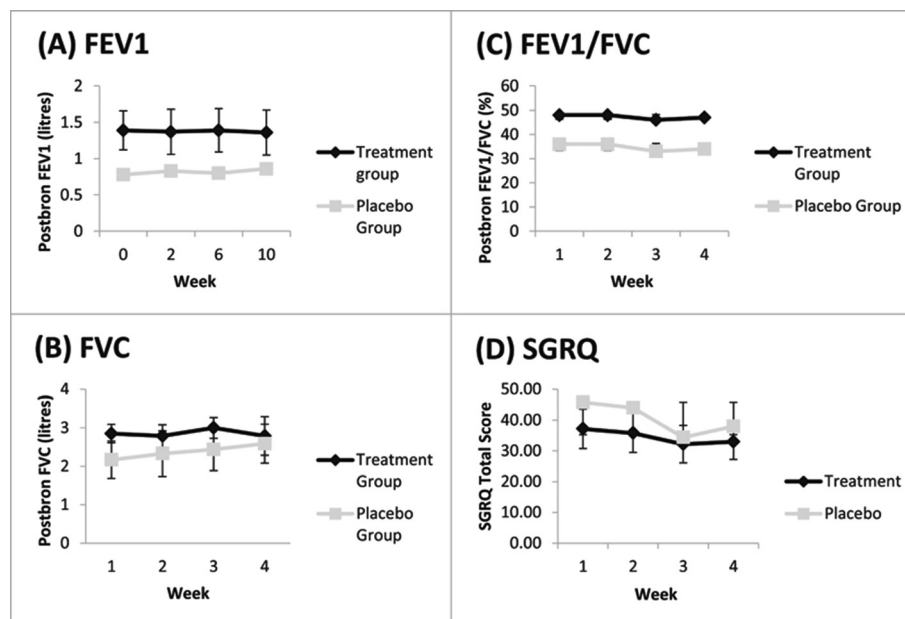 (A) FEV1
Postbron FEV1 (litres)
2
1.5
1
0.5
0
0 2 6 10
Week
Treatment
group
Placebo
Group
(C) FEV1/FVC
Postbron FEV1/FVC (%)
60
50
40
30
20
10
0
1 2 3 4
Week
Treatment
Group
Placebo Group
(B) FVC
Postbron FVC (litres)
4
3
2
1
0
1 2 3 4
Week
Treatment
Group
Placebo
Group
(D) SGRQ
SGRQ Total Score
50.00
40.00
30.00
20.00
10.00
0.00
1 2 3 4
Week
Treatment
Placebo